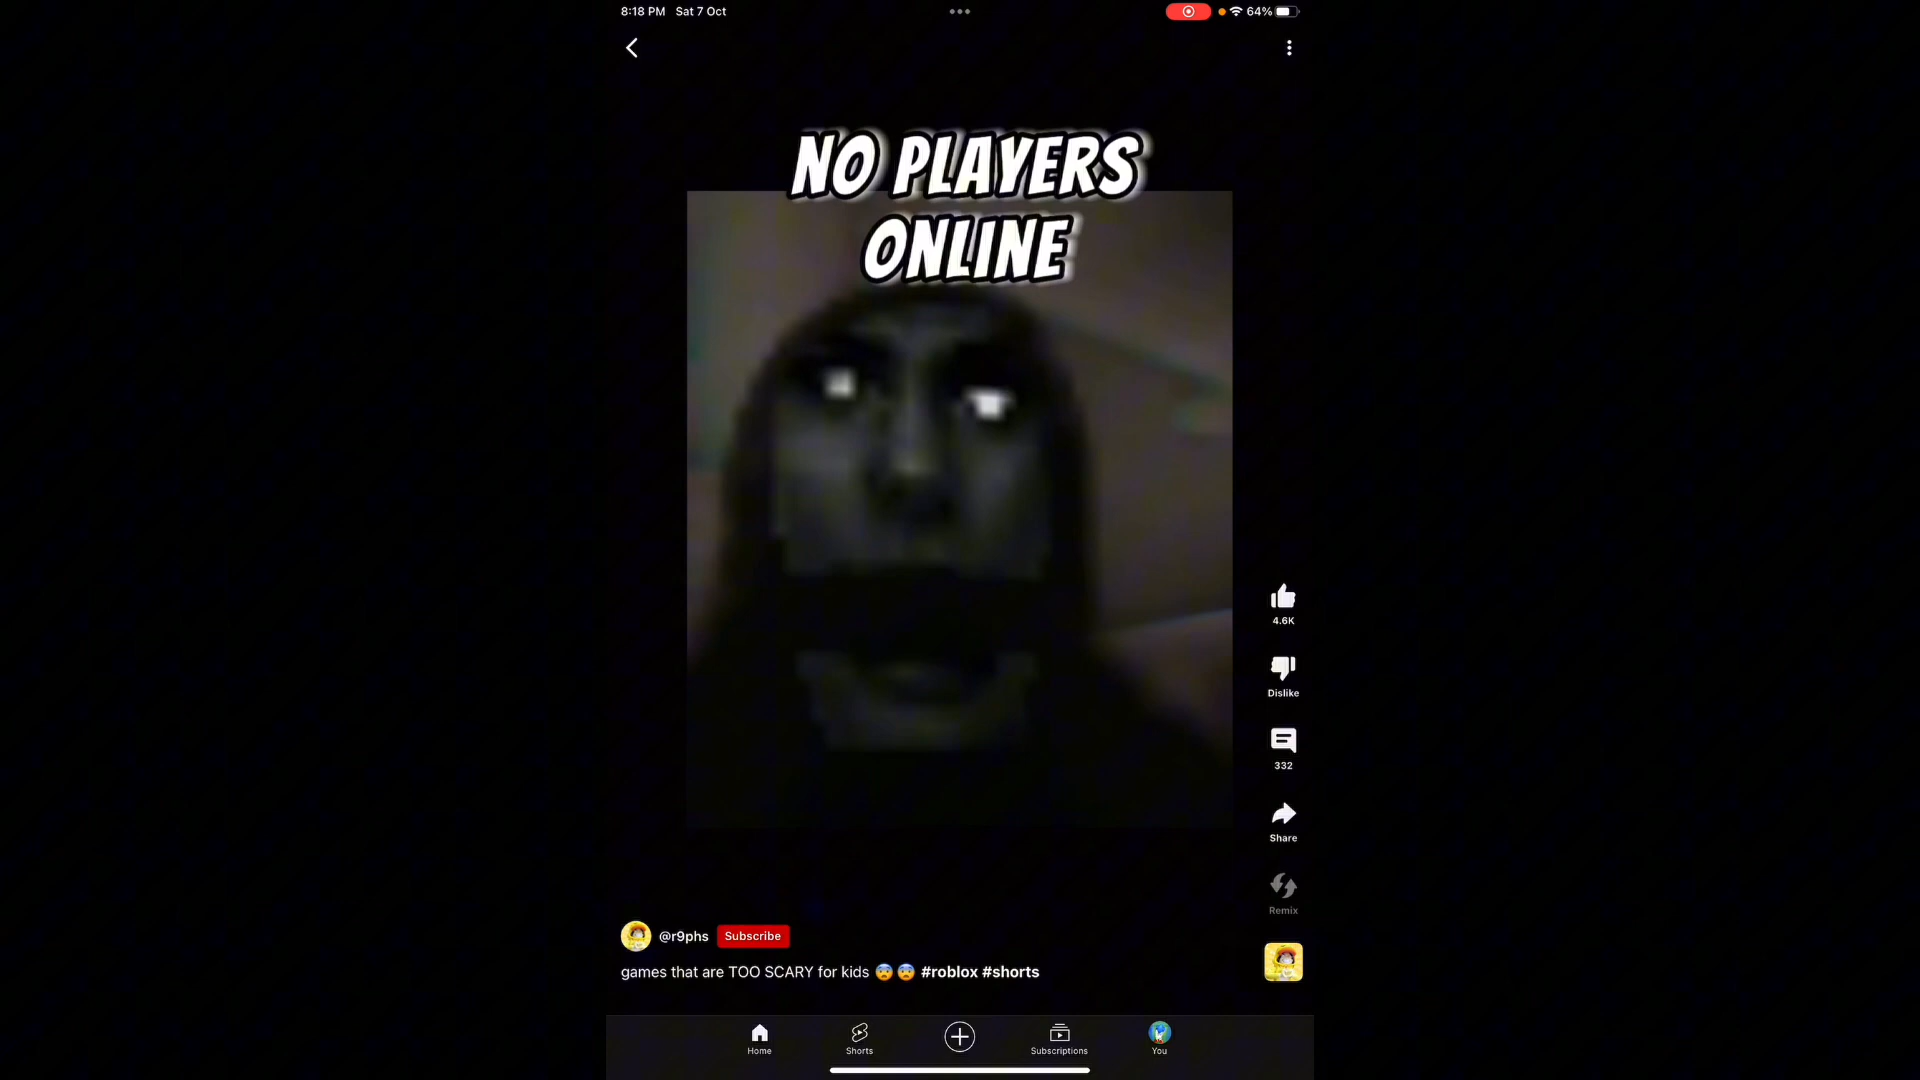 8:18 PM Sat 7 Oct
64%
NO PLAYERS
ONLINE
4.6K
Dislike
332
Share
Remix
@r9phs Subscribe
games that are TOO SCARY for kids 😨😨 #roblox #shorts
Home
Shorts
Subscriptions
You